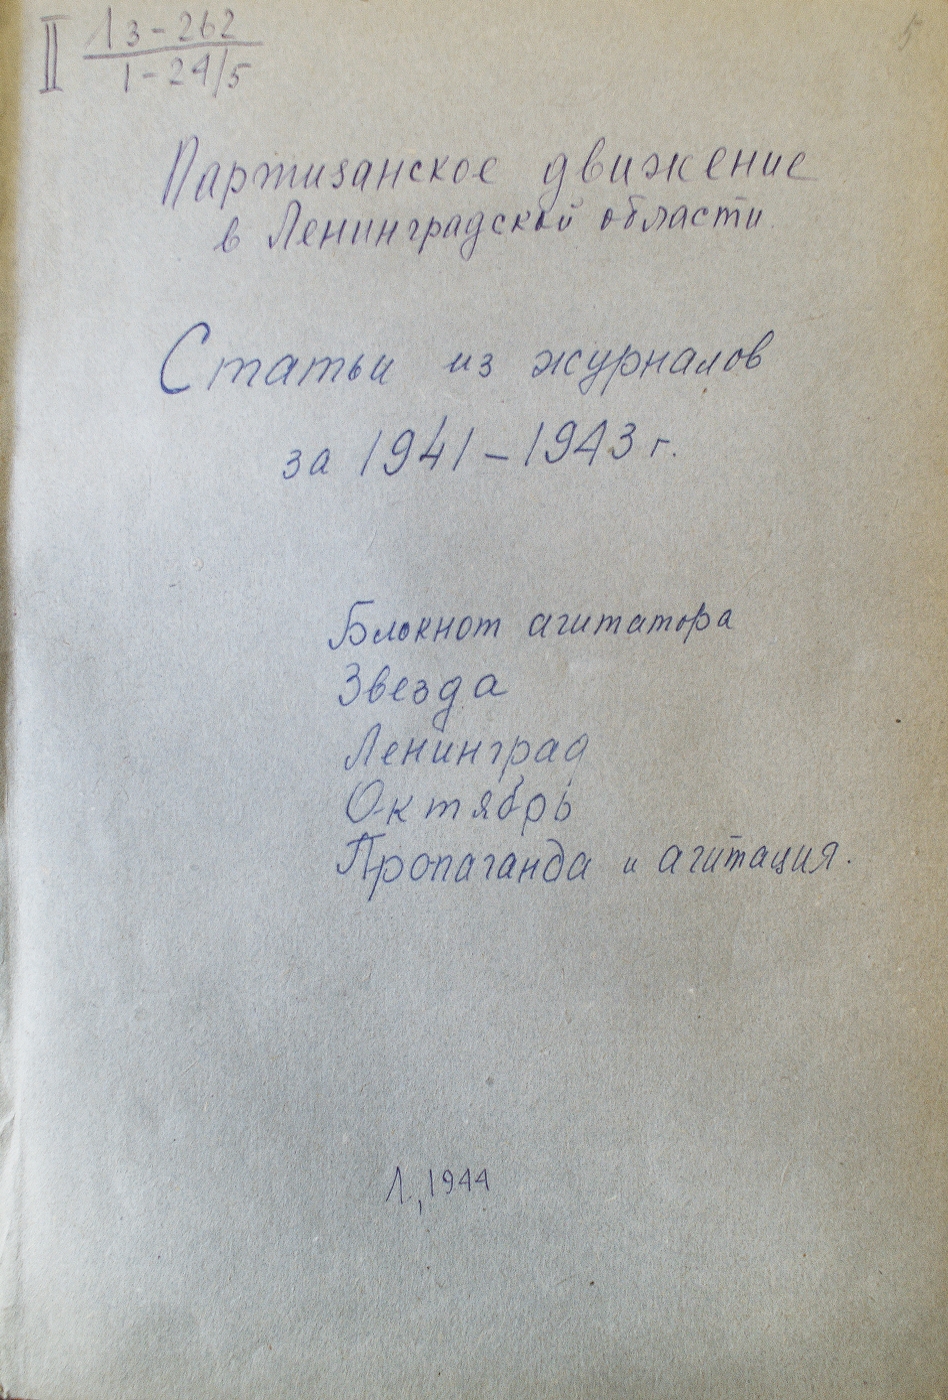 II Л3-262
1-24/5
5
Партизанское движение
в Ленинградской области
Статьи из журналов
за 1941-1943 г.
Блокнот агитатора
Звезда
Ленинград
Октябрь
Пропаганда и агитация.
Л., 1944